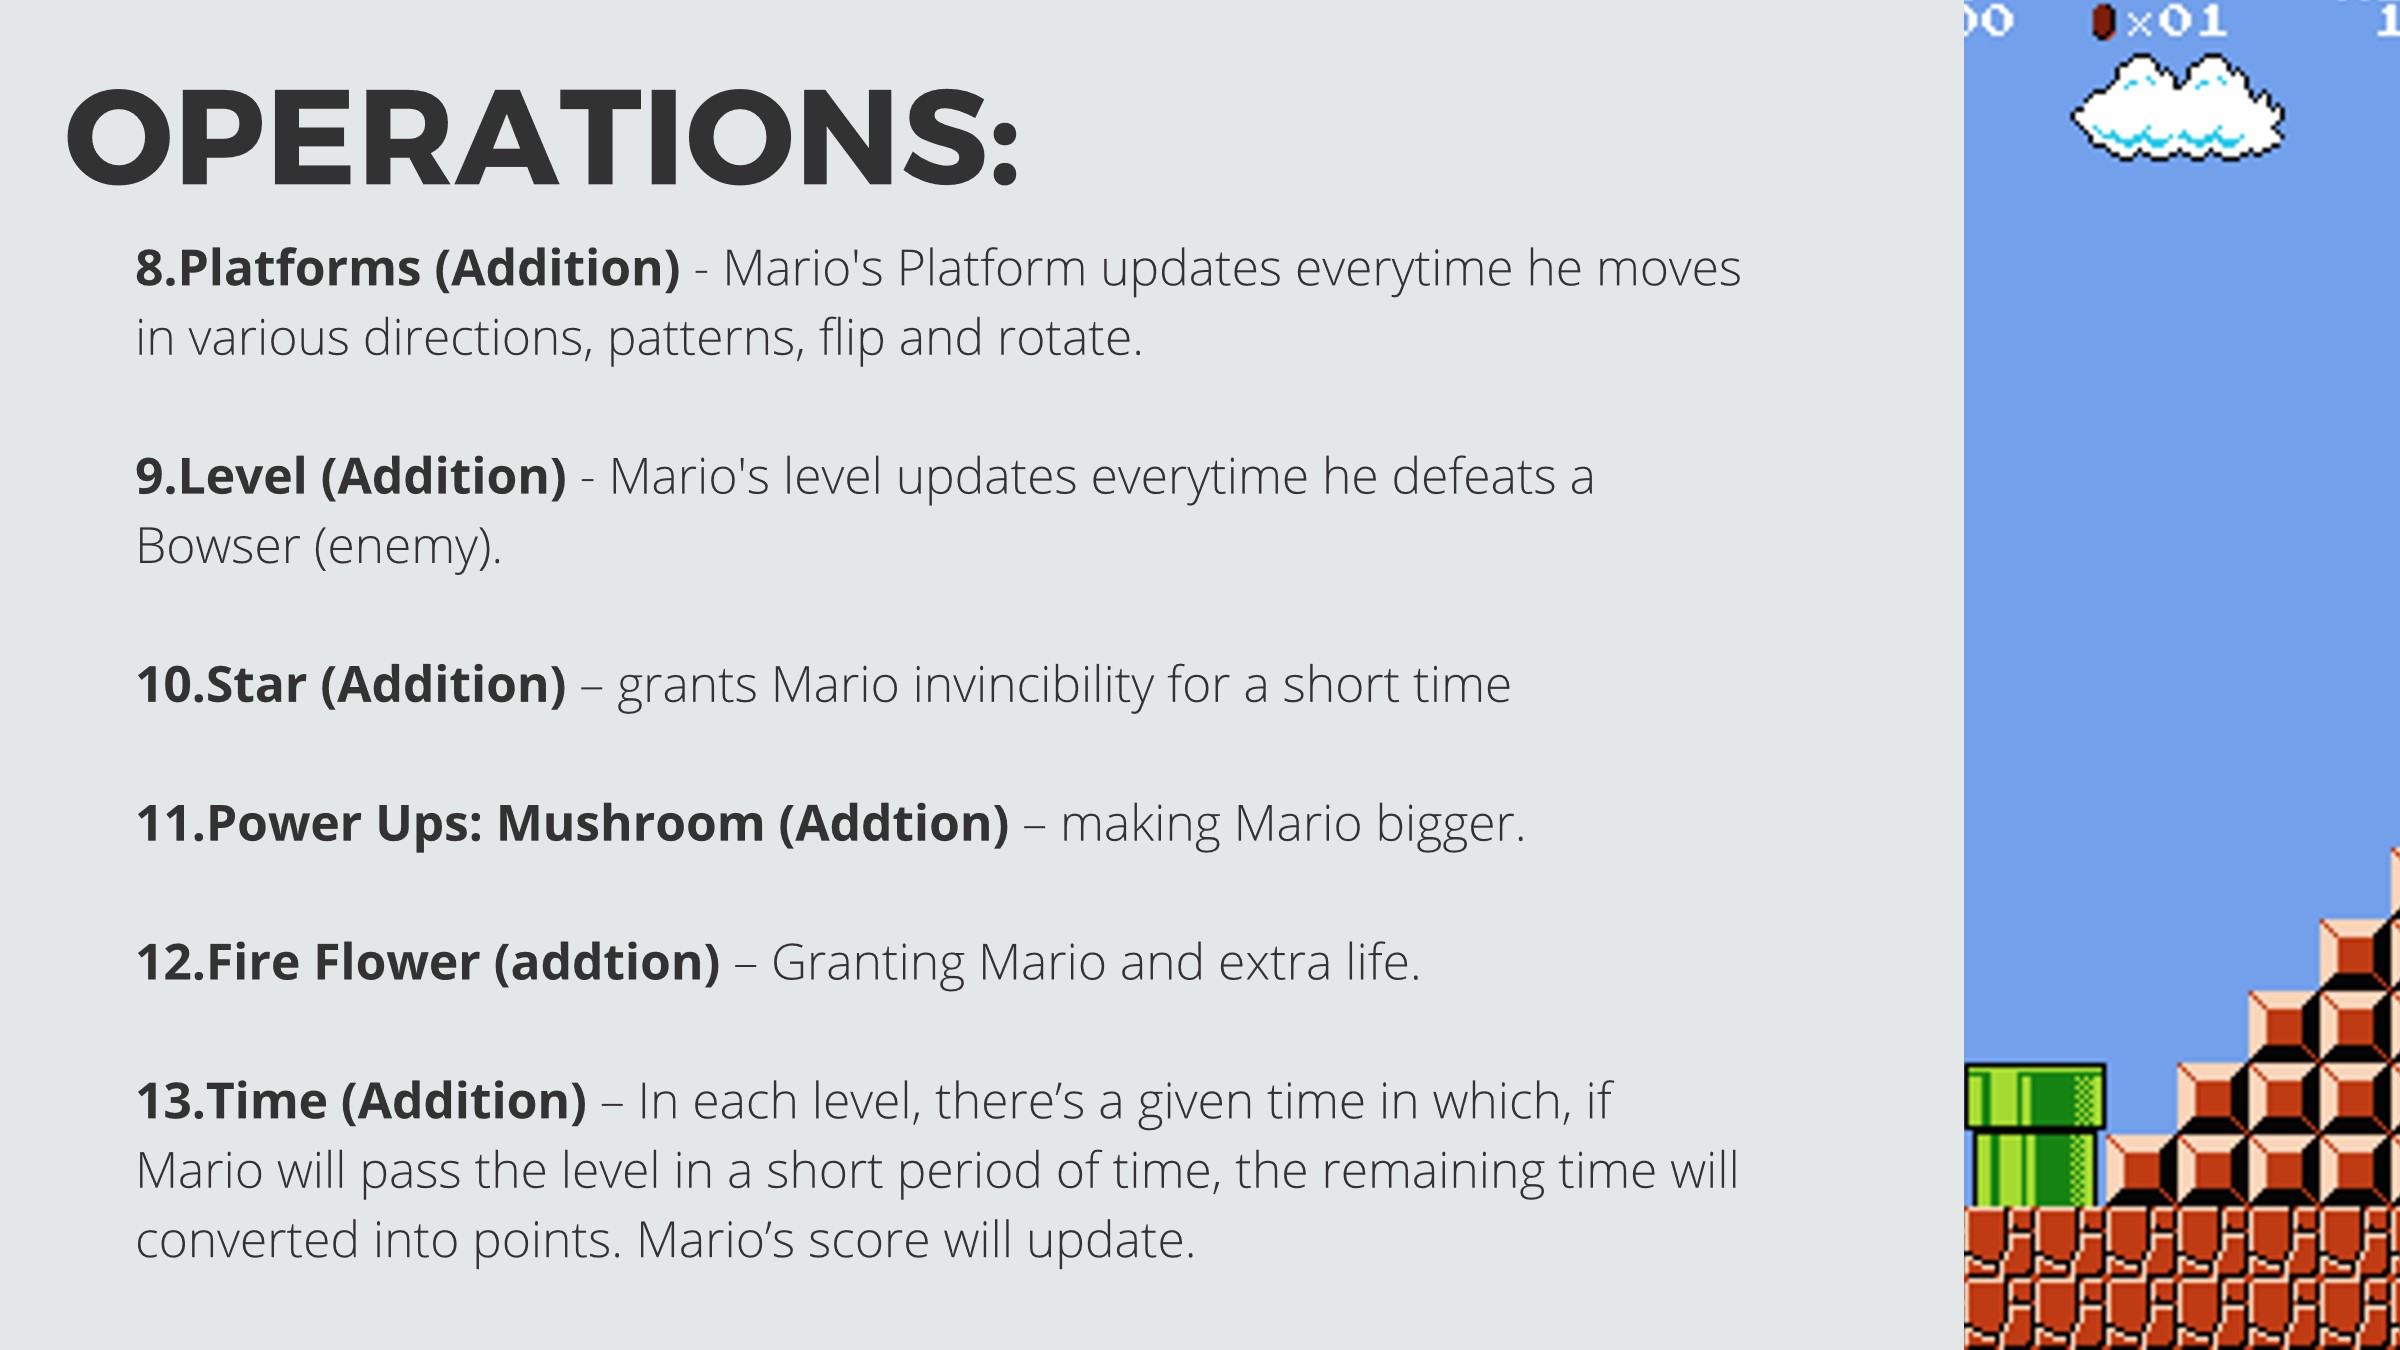 OPERATIONS:
8.Platforms (Addition) - Mario's Platform updates everytime he moves
in various directions, patterns, flip and rotate.
9.Level (Addition) - Mario's level updates everytime he defeats a
Bowser (enemy).
10.Star (Addition) – grants Mario invincibility for a short time
11.Power Ups: Mushroom (Addtion) – making Mario bigger.
12.Fire Flower (addtion) – Granting Mario and extra life.
13.Time (Addition) – In each level, there’s a given time in which, if
Mario will pass the level in a short period of time, the remaining time will
converted into points. Mario’s score will update.
x01